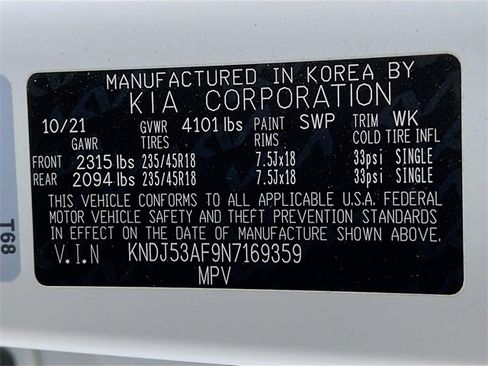 MANUFACTURED IN KOREA BY
KIA CORPORATION
10/21 GVWR 4101 lbs PAINT SWP TRIM WK
GAWR TIRES RIMS COLD TIRE INFL
FRONT 2315 lbs 235/45R18 7.5Jx18 33psi SINGLE
REAR 2094 lbs 235/45R18 7.5Jx18 33psi SINGLE
THIS VEHICLE CONFORMS TO ALL APPLICABLE U.S.A. FEDERAL
MOTOR VEHICLE SAFETY AND THEFT PREVENTION STANDARDS
IN EFFECT ON THE DATE OF MANUFACTURE SHOWN ABOVE.
V.I.N KNDJ53AF9N7169359
MPV
T68